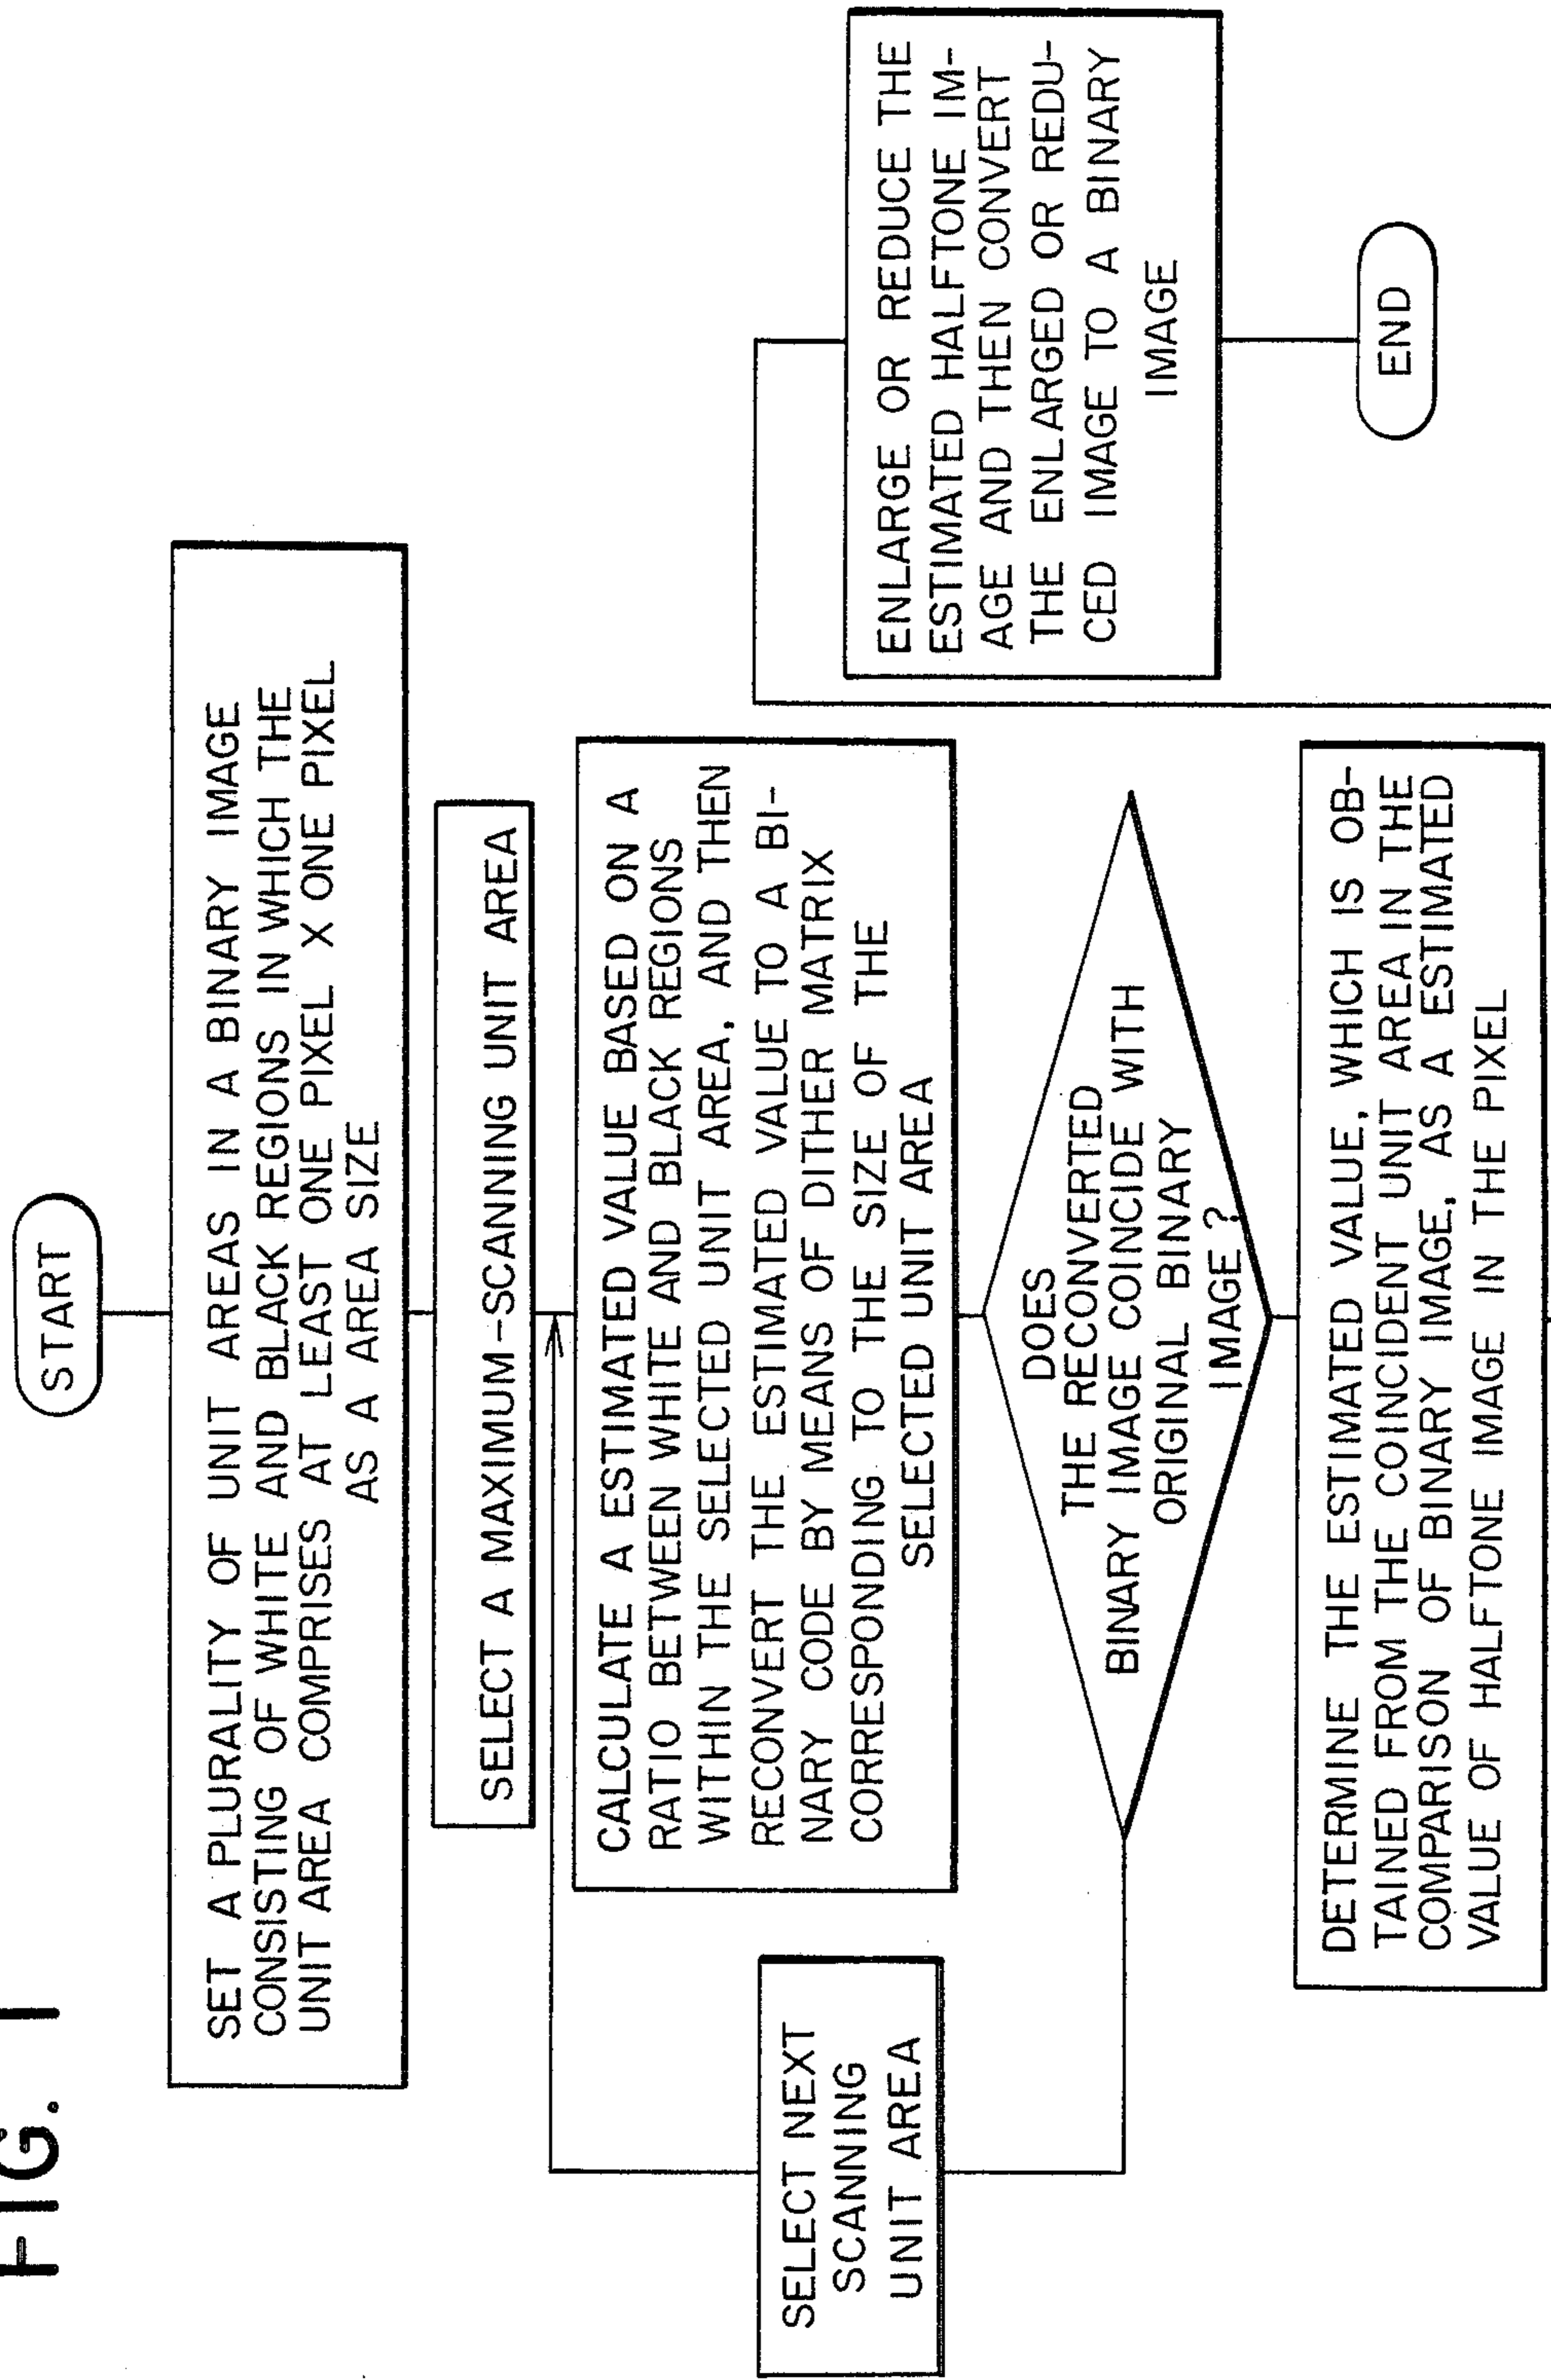 FIG. 1
START
SET A PLURALITY OF UNIT AREAS IN A BINARY IMAGE
CONSISTING OF WHITE AND BLACK REGIONS IN WHICH THE
UNIT AREA COMPRISES AT LEAST ONE PIXEL X ONE PIXEL
AS A AREA SIZE
SELECT A MAXIMUM-SCANNING UNIT AREA
CALCULATE A ESTIMATED VALUE BASED ON A
RATIO BETWEEN WHITE AND BLACK REGIONS
WITHIN THE SELECTED UNIT AREA, AND THEN
RECONVERT THE ESTIMATED VALUE TO A BI-
NARY CODE BY MEANS OF DITHER MATRIX
CORRESPONDING TO THE SIZE OF THE
SELECTED UNIT AREA
SELECT NEXT
SCANNING
UNIT AREA
DOES
THE RECONVERTED
BINARY IMAGE COINCIDE WITH
ORIGINAL BINARY
IMAGE ?
DETERMINE THE ESTIMATED VALUE, WHICH IS OB-
TAINED FROM THE COINCIDENT UNIT AREA IN THE
COMPARISON OF BINARY IMAGE, AS A ESTIMATED
VALUE OF HALFTONE IMAGE IN THE PIXEL
ENLARGE OR REDUCE THE
ESTIMATED HALFTONE IM-
AGE AND THEN CONVERT
THE ENLARGED OR REDU-
CED IMAGE TO A BINARY
IMAGE
END